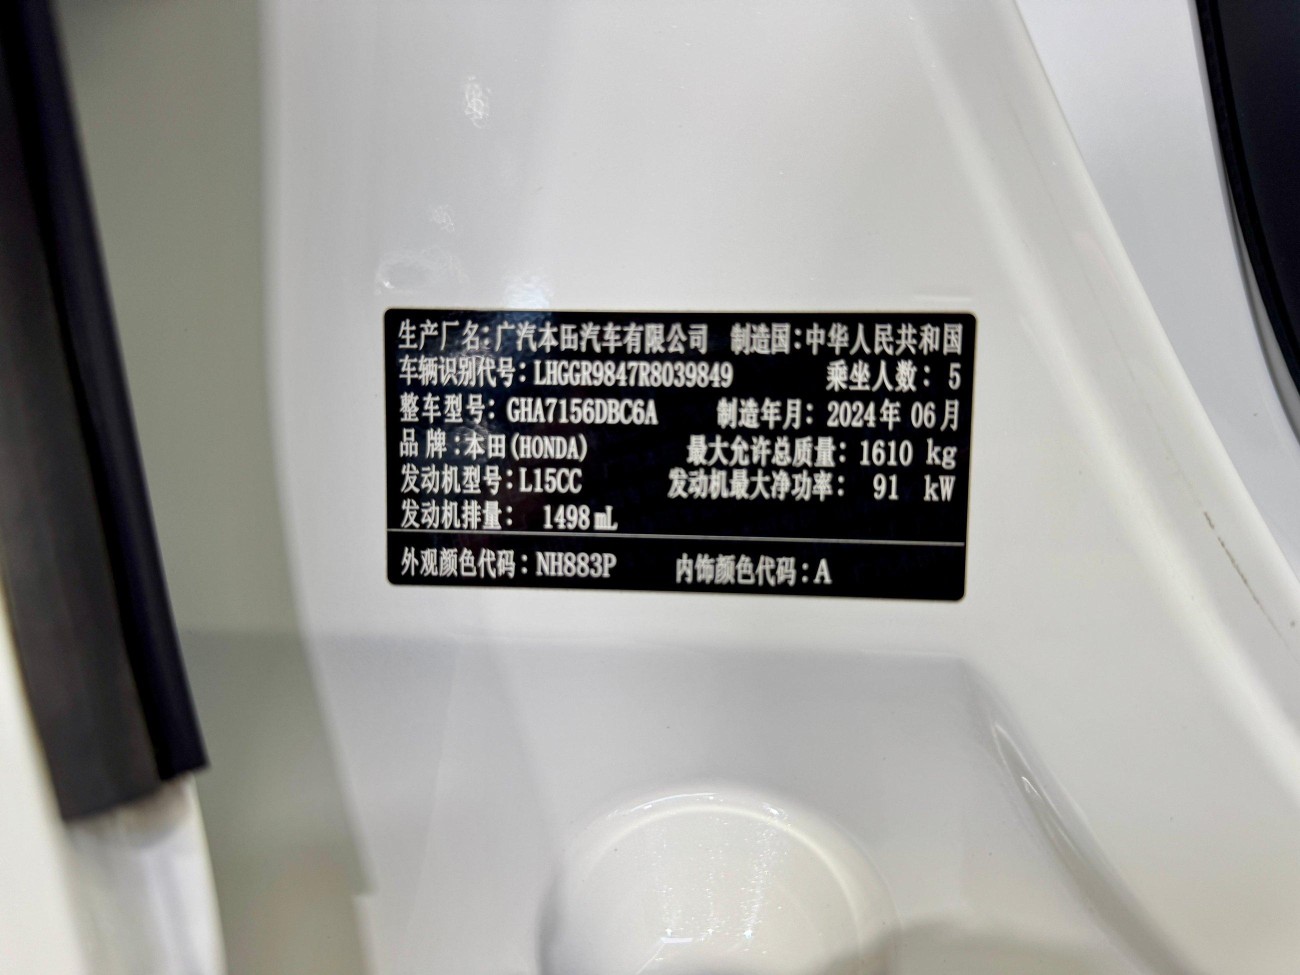 生产厂名：广汽本田汽车有限公司 制造国：中华人民共和国
车辆识别代号：LHGGR9847R8039849 乘坐人数：5
整车型号：GHA7156DBC6A 制造年月：2024年 06月
品 牌：本田(HONDA) 最大允许总质量：1610 kg
发动机型号：L15CC 发动机最大净功率：91 kW
发动机排量：1498mL
外观颜色代码：NH883P 内饰颜色代码：A